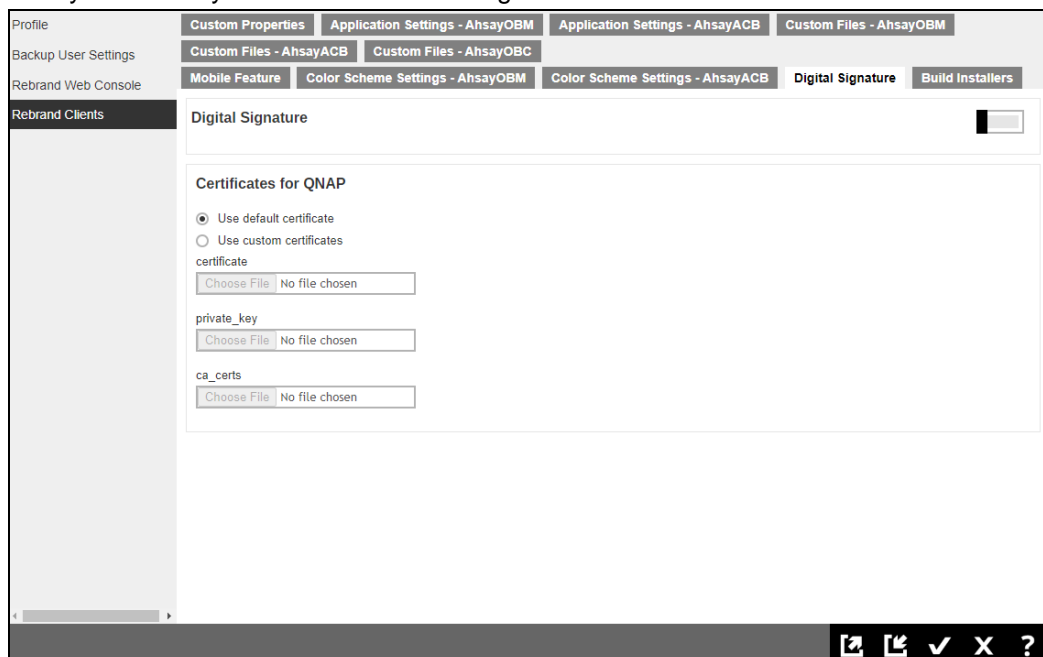 Profile
Backup User Settings
Rebrand Web Console
Rebrand Clients
Custom Properties Application Settings - AhsayOBM Application Settings - AhsayACB Custom Files - AhsayOBM
Custom Files - AhsayACB Custom Files - AhsayOBC
Mobile Feature Color Scheme Settings - AhsayOBM Color Scheme Settings - AhsayACB Digital Signature Build Installers
Digital Signature
Certificates for QNAP
Use default certificate
Use custom certificates
certificate
Choose File No file chosen
private_key
Choose File No file chosen
ca_certs
Choose File No file chosen
X ?